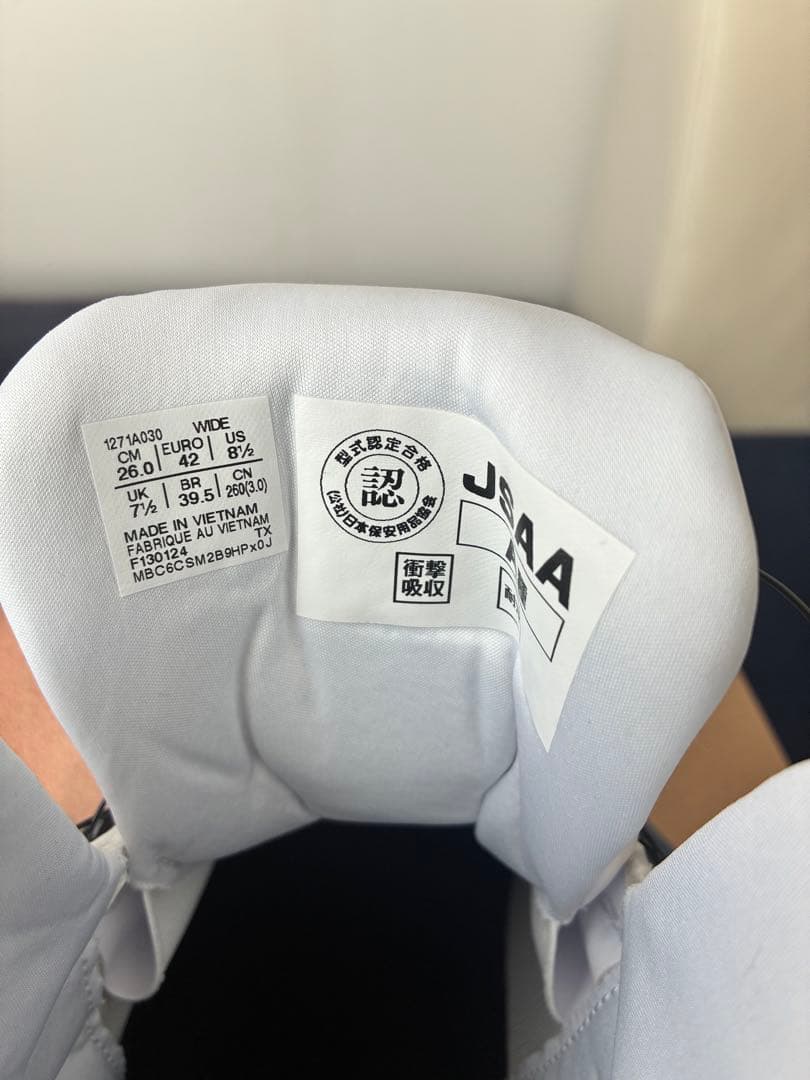 1271A030 WIDE
CM EURO US
26.0 42 8½
UK BR CN
7½ 39.5 260(3.0)
MADE IN VIETNAM
FABRIQUE AU VIETNAM
F130124 TX
MBC6CSM2B9HPx0J
型式認定合格
認
(公社)日本保安用品協会
衝撃
吸収
JSAA